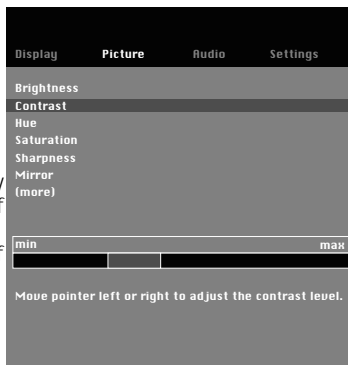 Display Picture Audio Settings
Brightness
Contrast
Hue
Saturation
Sharpness
Mirror
(more)
min max
Move pointer left or right to adjust the contrast level.